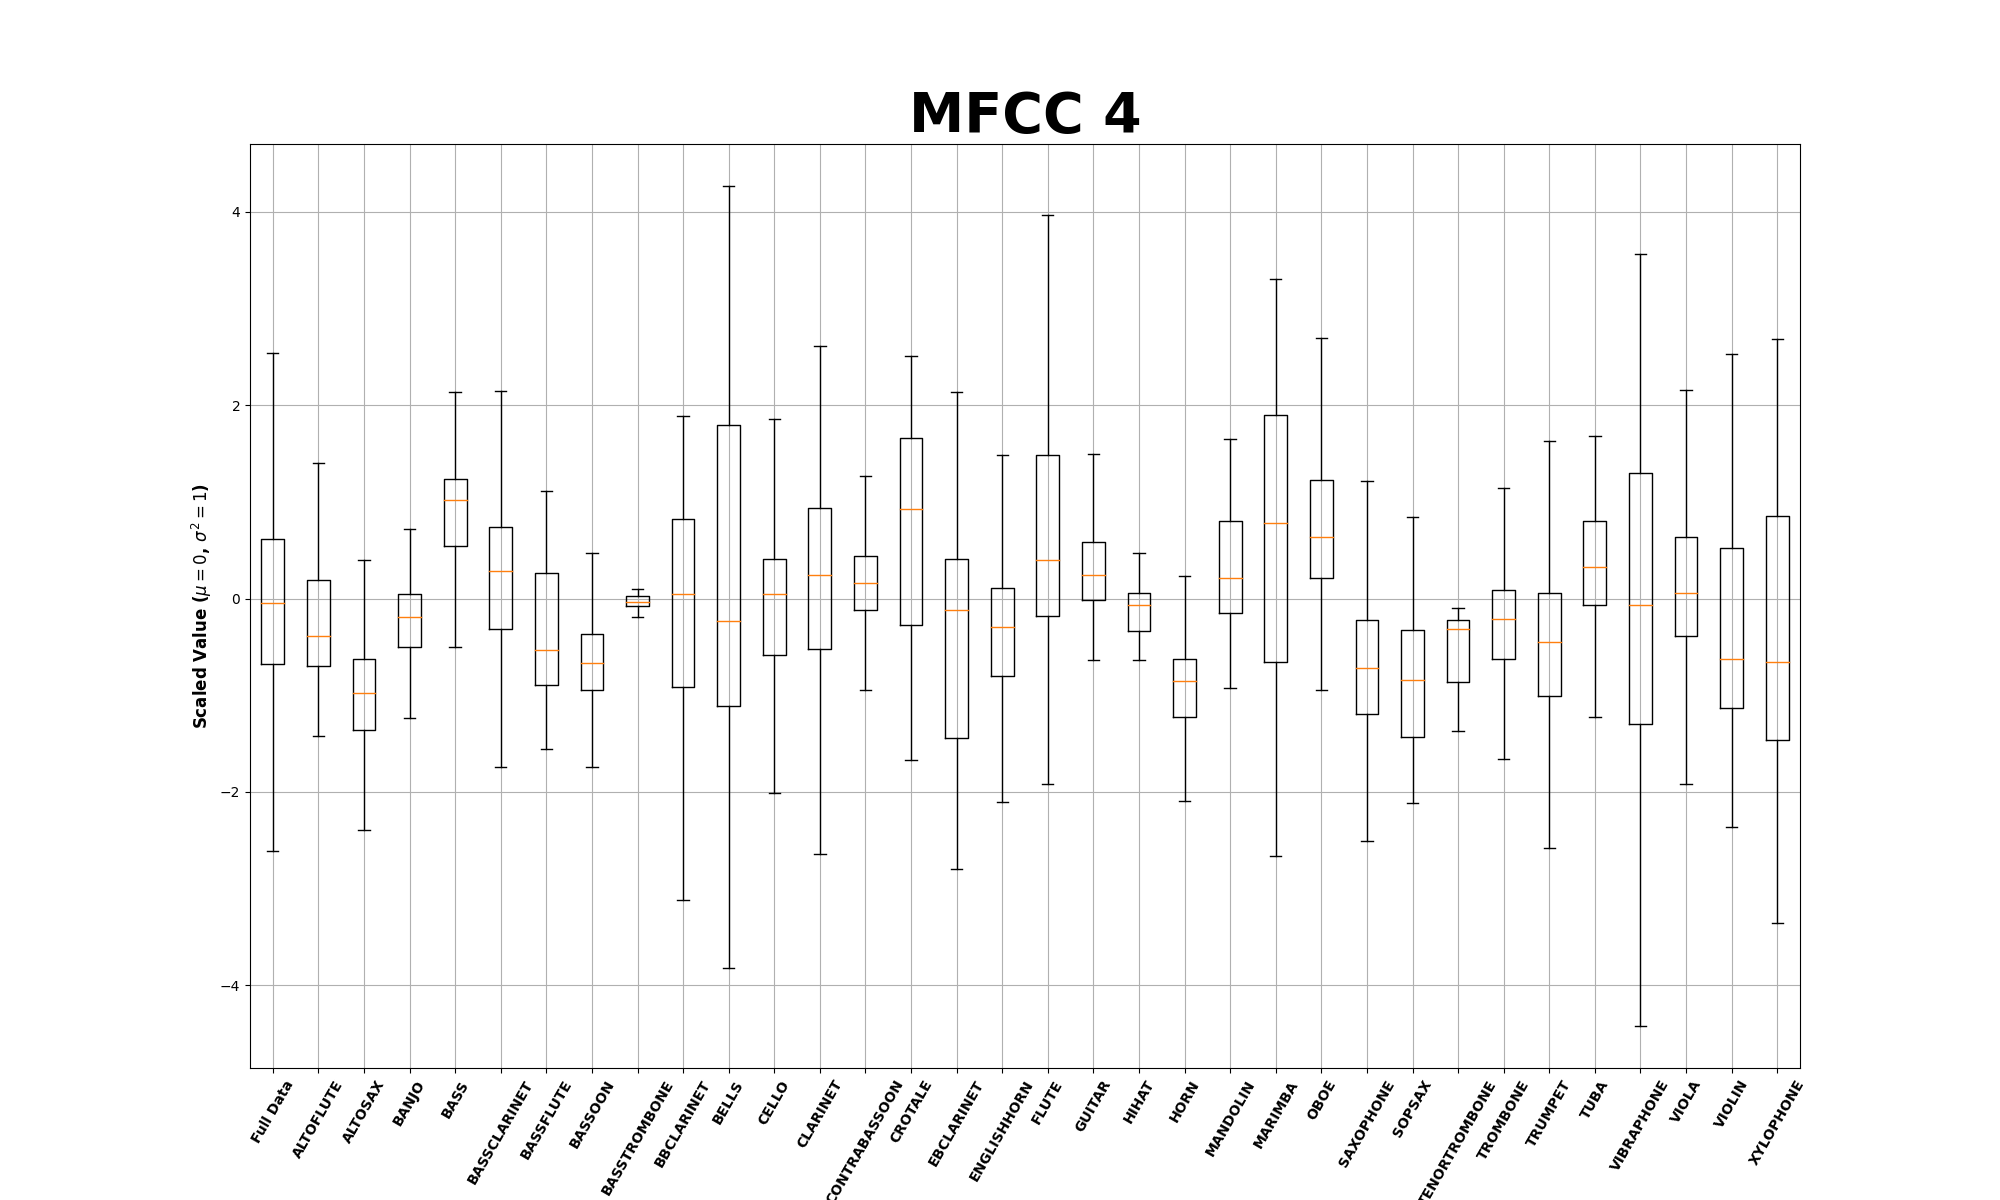 MFCC 4
Scaled Value (μ = 0, σ² = 1)
4
2
0
−2
−4
Full Data
ALTOFLUTE
ALTOSAX
BANJO
BASS
BASSCLARINET
BASSFLUTE
BASSOON
BASSTROMBONE
BBCLARINET
BELLS
CELLO
CLARINET
CONTRABASSOON
CROTALE
EBCLARINET
ENGLISHHORN
FLUTE
GUITAR
HIHAT
HORN
MANDOLIN
MARIMBA
OBOE
SAXOPHONE
SOPSAX
TENORTROMBONE
TROMBONE
TRUMPET
TUBA
VIBRAPHONE
VIOLA
VIOLIN
XYLOPHONE